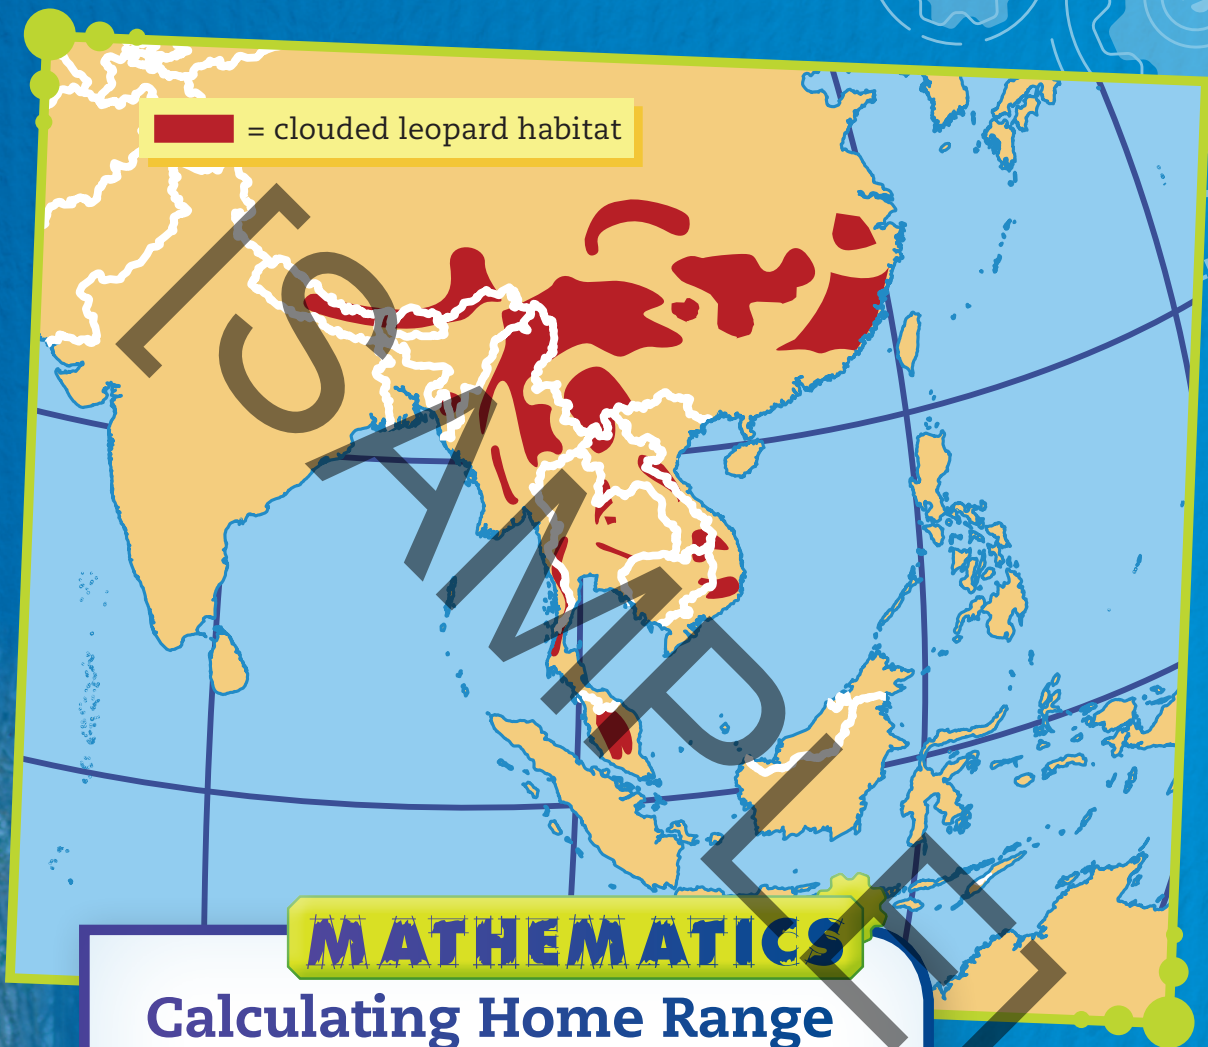 = clouded leopard habitat
[SAMPLE]
MATHEMATICS
Calculating Home Range